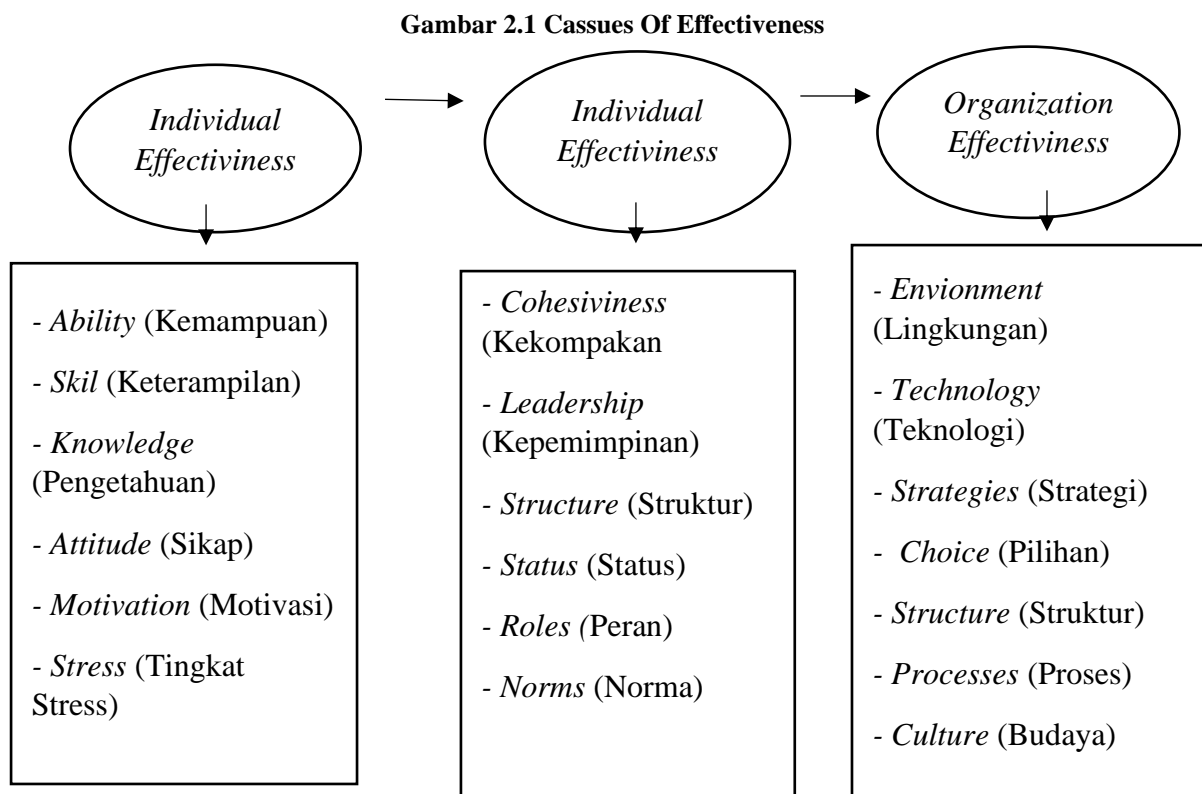 Gambar 2.1 Cassues Of Effectiveness
Individual
Effectiviness
Individual
Effectiviness
Organization
Effectiviness
- Ability (Kemampuan)
- Skil (Keterampilan)
- Knowledge
(Pengetahuan)
- Attitude (Sikap)
- Motivation (Motivasi)
- Stress (Tingkat
Stress)
- Cohesiviness
(Kekompakan
- Leadership
(Kepemimpinan)
- Structure (Struktur)
- Status (Status)
- Roles (Peran)
- Norms (Norma)
- Envionment
(Lingkungan)
- Technology
(Teknologi)
- Strategies (Strategi)
- Choice (Pilihan)
- Structure (Struktur)
- Processes (Proses)
- Culture (Budaya)